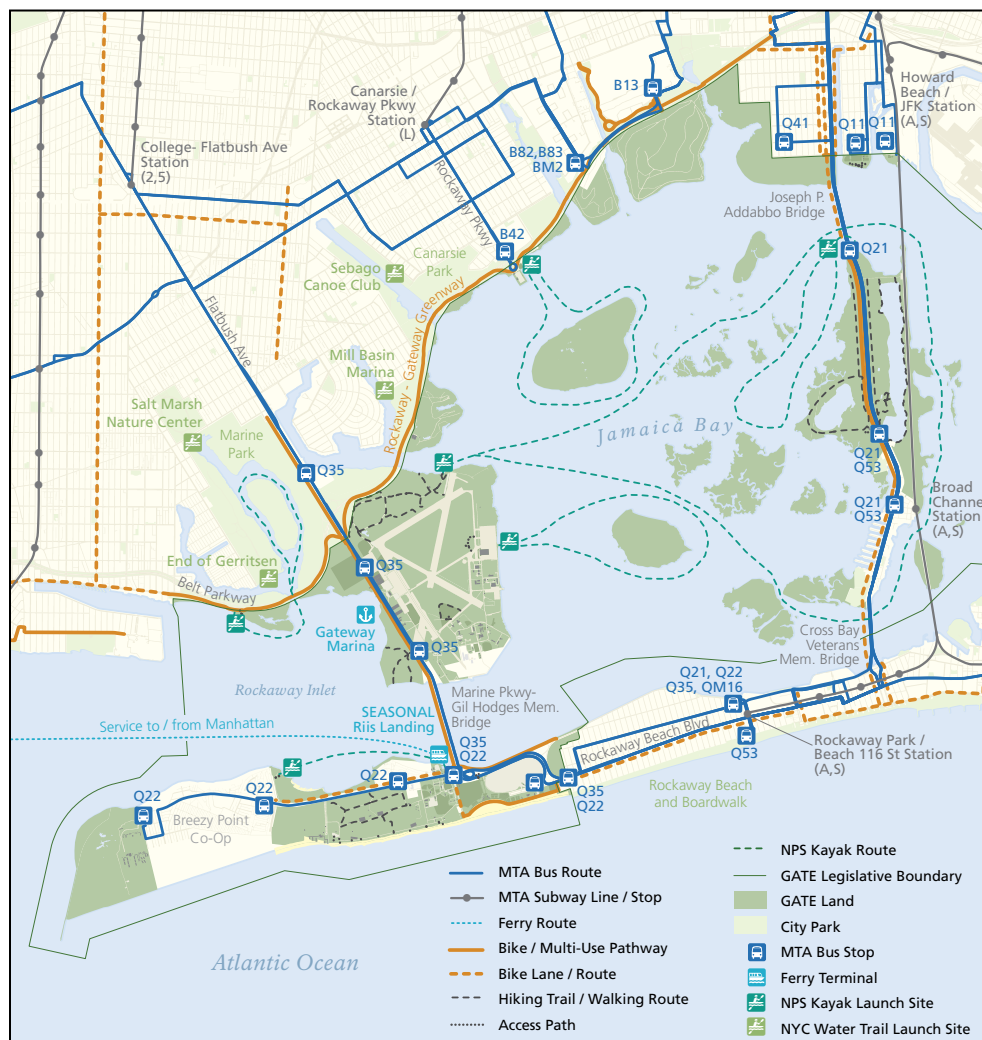 Canarsie /
Rockaway Pkwy
Station
(L)
B13
Howard
Beach /
JFK Station
(A,S)
College- Flatbush Ave
Station
(2,5)
B82,B83
BM2
Q41
Q11
Q11
Rockaway Pkwy
Joseph P.
Addabbo Bridge
B42
Canarsie
Park
Q21
Sebago
Canoe Club
Flatbush Ave
Rockaway - Gateway Greenway
Mill Basin
Marina
Salt Marsh
Nature Center
Marine
Park
Jamaica Bay
Q21
Q53
Q35
Q21
Q53
Broad
Channel
Station
(A,S)
End of Gerritsen
Q35
Belt Parkway
Gateway
Marina
Q35
Cross Bay
Veterans
Mem. Bridge
Rockaway Inlet
Marine Pkwy-
Gil Hodges Mem.
Bridge
Q21, Q22
Q35, QM16
Service to / from Manhattan
SEASONAL
Riis Landing
Rockaway Beach Blvd
Q35
Q22
Q53
Rockaway Park /
Beach 116 St Station
(A,S)
Q22
Q22
Q22
Q35
Q22
Rockaway Beach
and Boardwalk
Breezy Point
Co-Op
Atlantic Ocean
MTA Bus Route
MTA Subway Line / Stop
Ferry Route
Bike / Multi-Use Pathway
Bike Lane / Route
Hiking Trail / Walking Route
Access Path
NPS Kayak Route
GATE Legislative Boundary
GATE Land
City Park
MTA Bus Stop
Ferry Terminal
NPS Kayak Launch Site
NYC Water Trail Launch Site